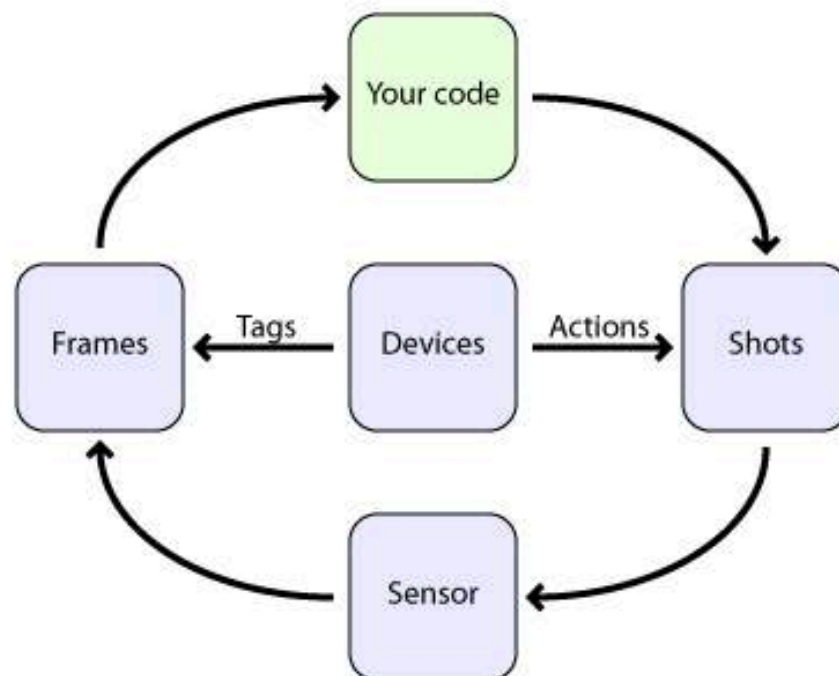 Your code
Frames
Tags
Devices
Actions
Shots
Sensor